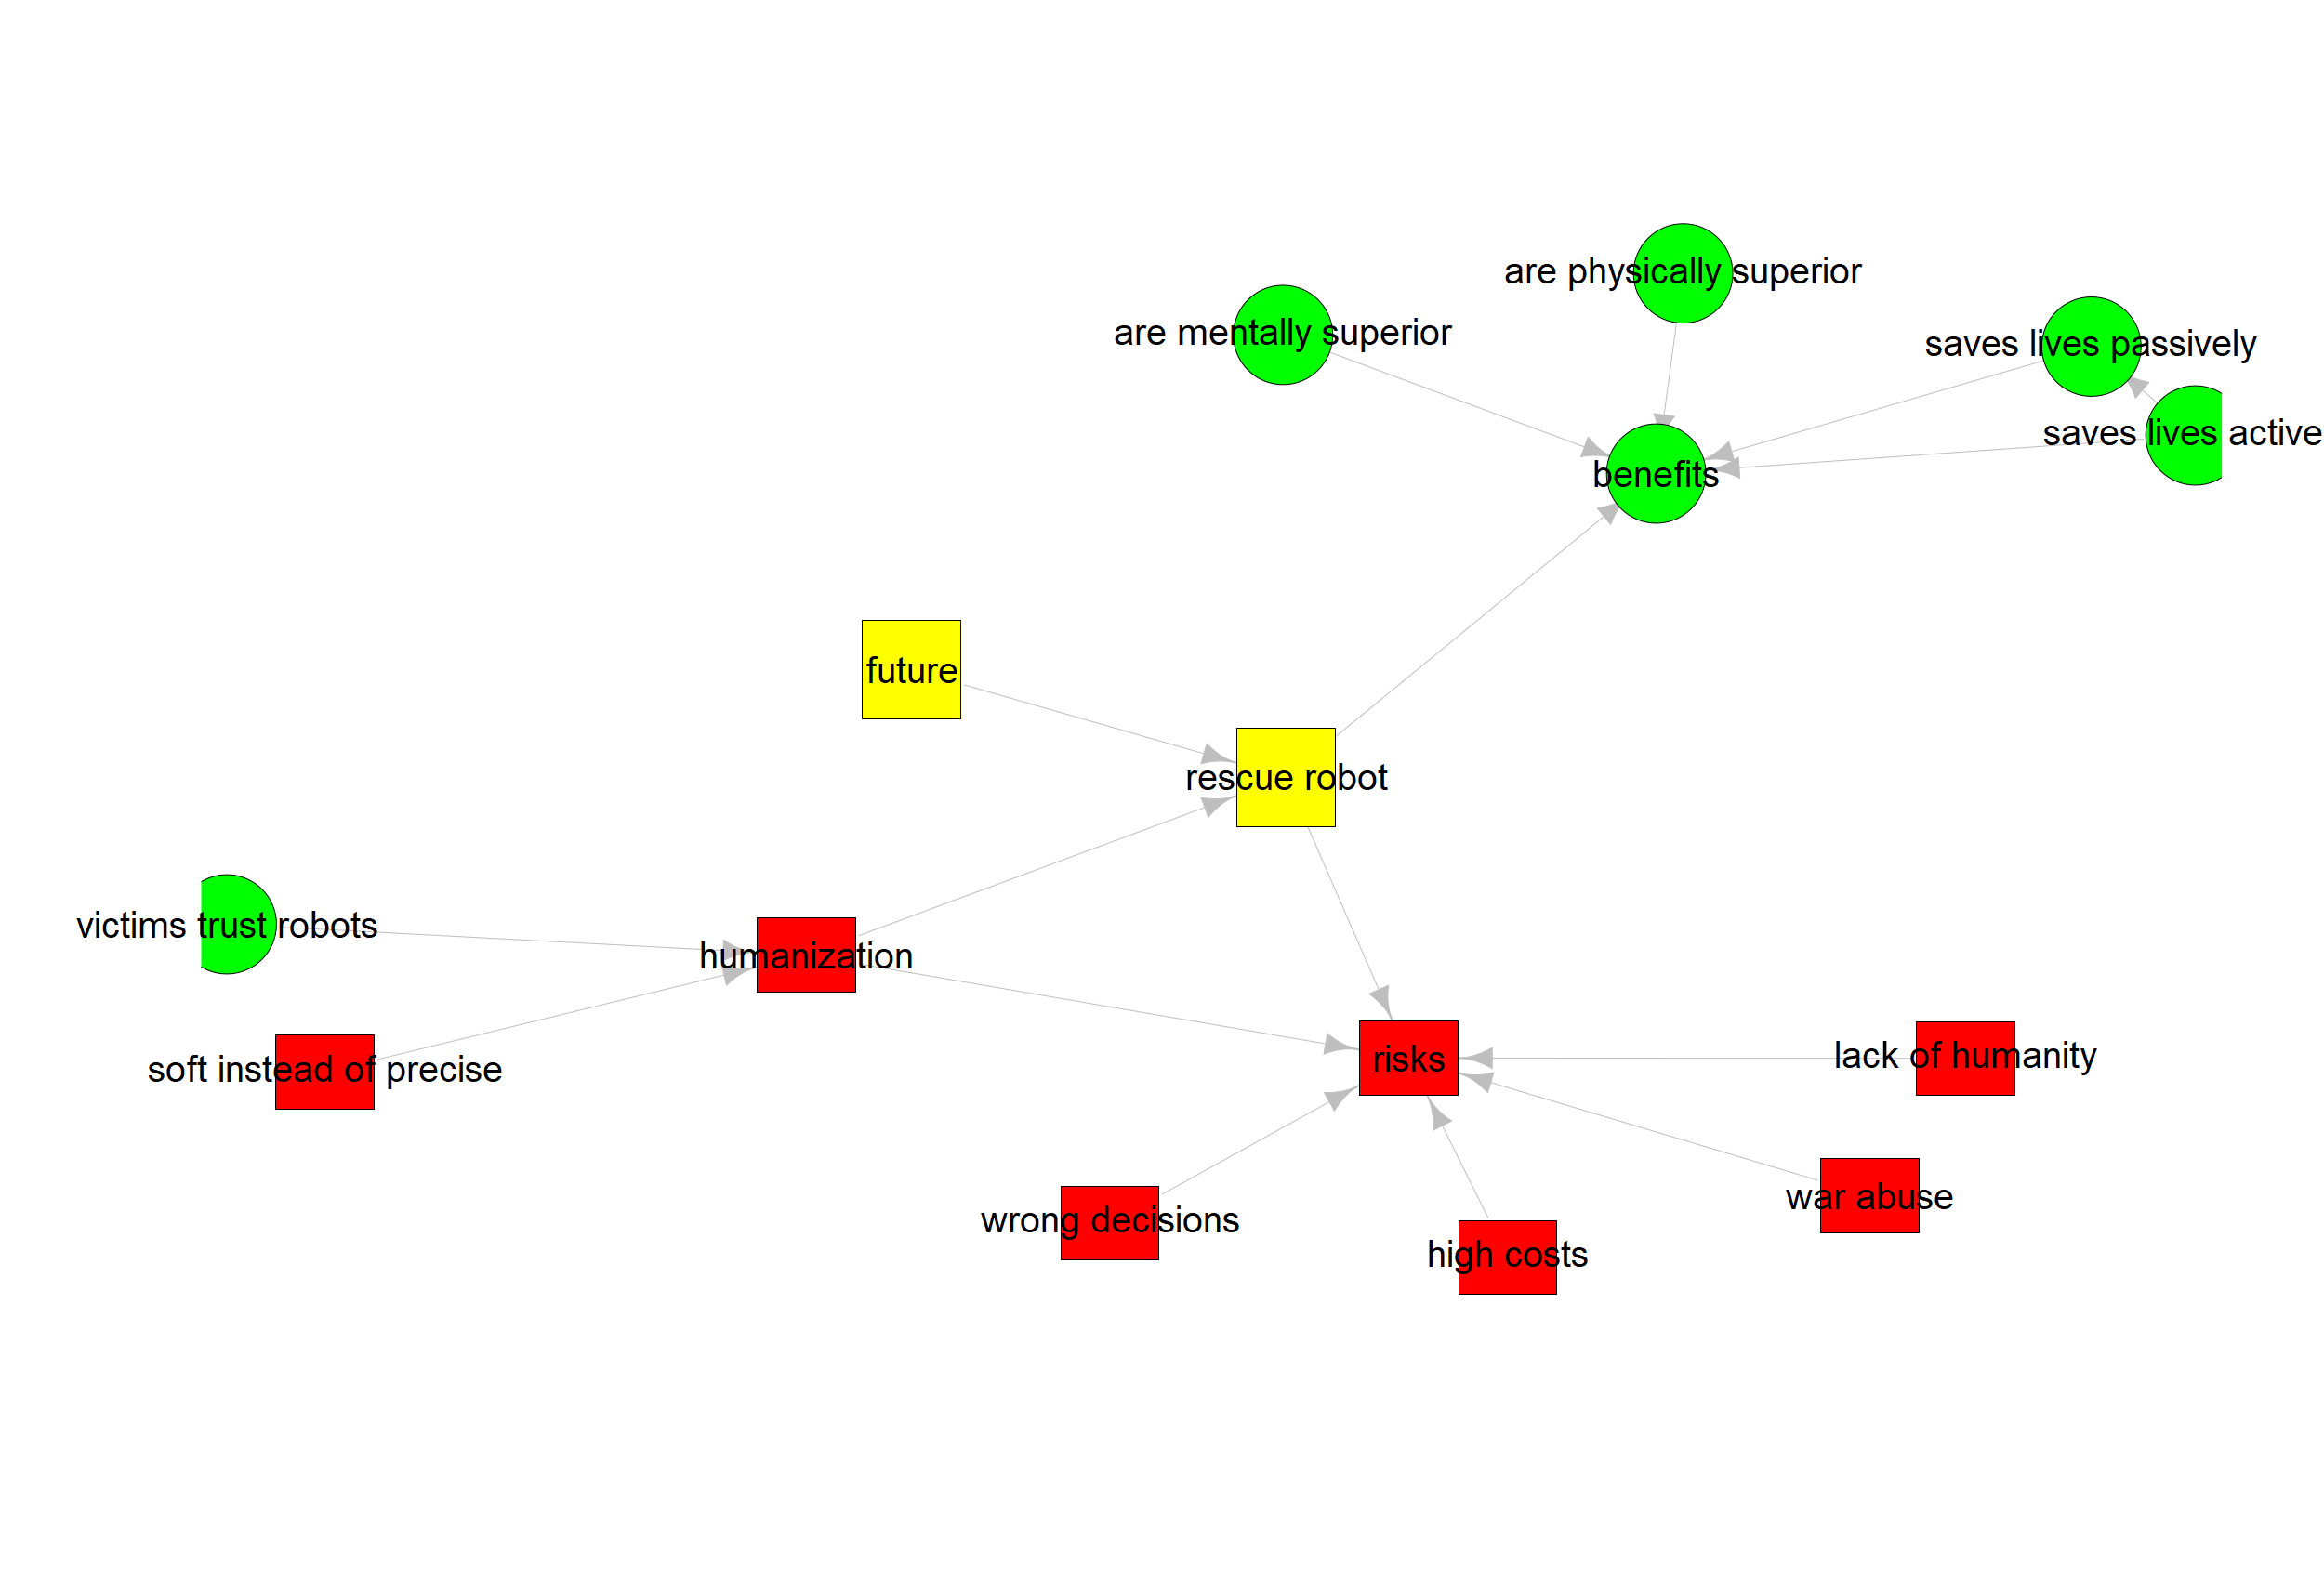 are physically superior
are mentally superior
saves lives passively
saves lives active
benefits
future
rescue robot
victims trust robots
humanization
soft instead of precise
risks
lack of humanity
war abuse
wrong decisions
high costs